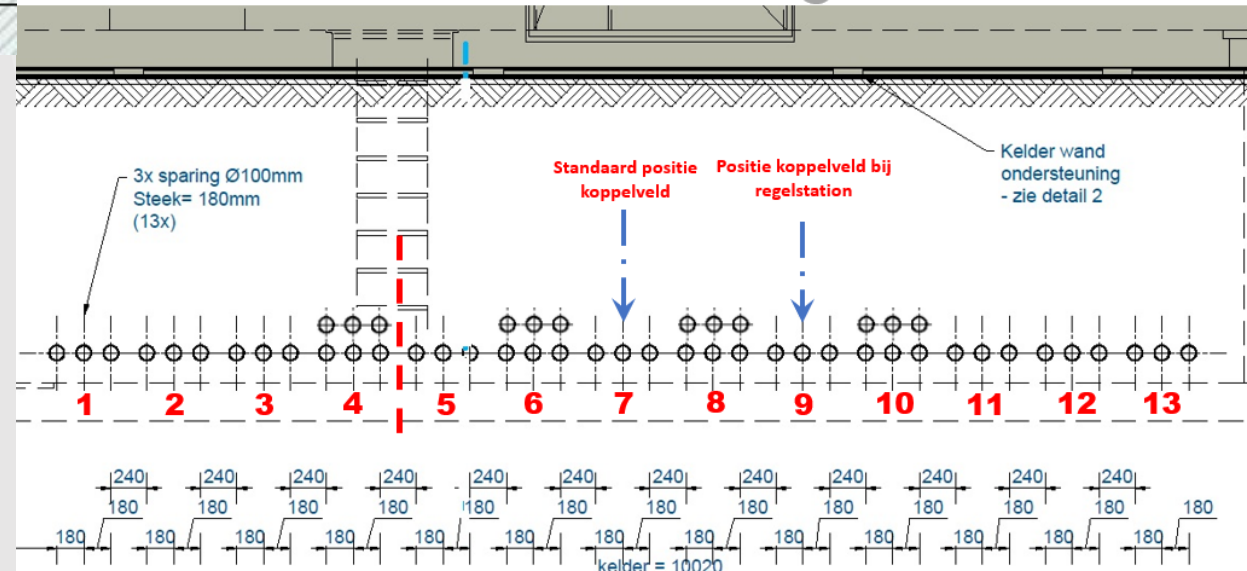 3x sparing Ø100mm
Steek= 180mm
(13x)
Standaard positie
koppelveld
Positie koppelveld bij
regelstation
Kelder wand
ondersteuning
- zie detail 2
1 2 3 4 5 6 7 8 9 10 11 12 13
240 240 240 240 240 240 240 240 240 240 240 240
180 180 180 180 180 180 180 180 180 180 180 180 180
180 180 180 180 180 180 180 180 180 180 180 180 180
kelder = 10020